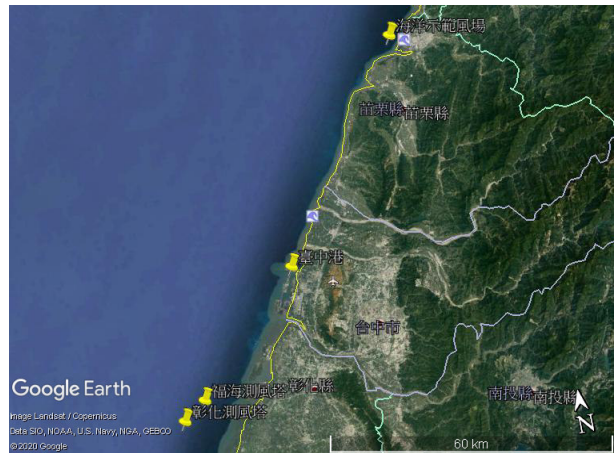 海洋示範風場
苗栗縣苗栗縣
臺中港
台中市
福海測風塔
彰化縣
彰化測風塔
南投縣南投縣
Google Earth
Image Landsat / Copernicus
Data SIO, NOAA, U.S. Navy, NGA, GEBCO
© 2020 Google
60 km
N